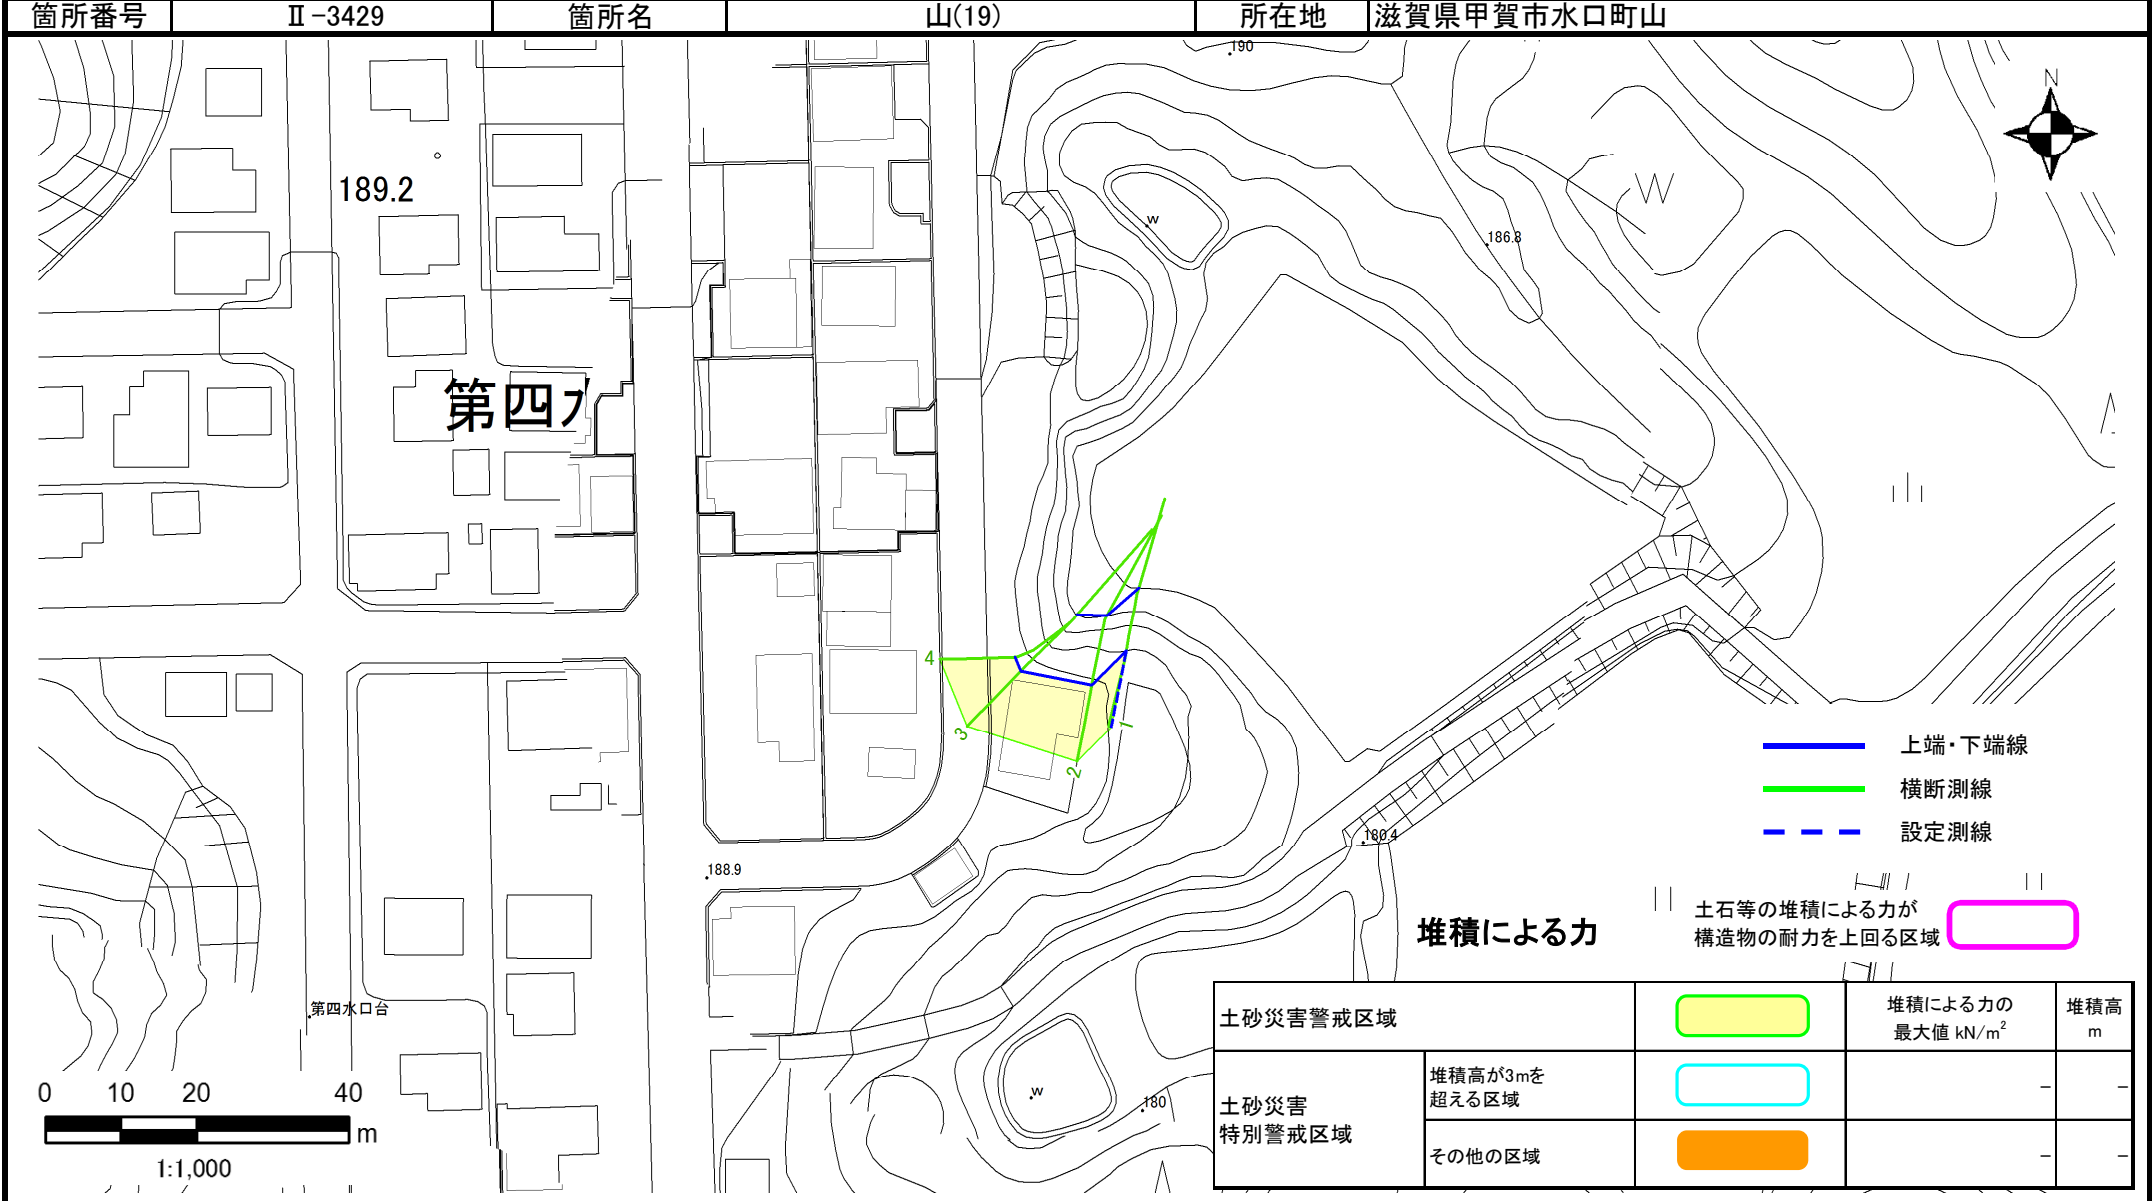 箇所番号 Ⅱ-3429 箇所名 山(19) 所在地 滋賀県甲賀市水口町山
190
N
189.2
W
186.8
第四
4
3
2
1
上端・下端線
横断測線
設定測線
180.4
188.9
堆積による力
土石等の堆積による力が
構造物の耐力を上回る区域
第四水口台
土砂災害警戒区域
堆積による力の
最大値 kN/m²
堆積高
m
土砂災害
特別警戒区域
堆積高が3mを
超える区域
- -
その他の区域
- -
W
180
0 10 20 40
m
1:1,000